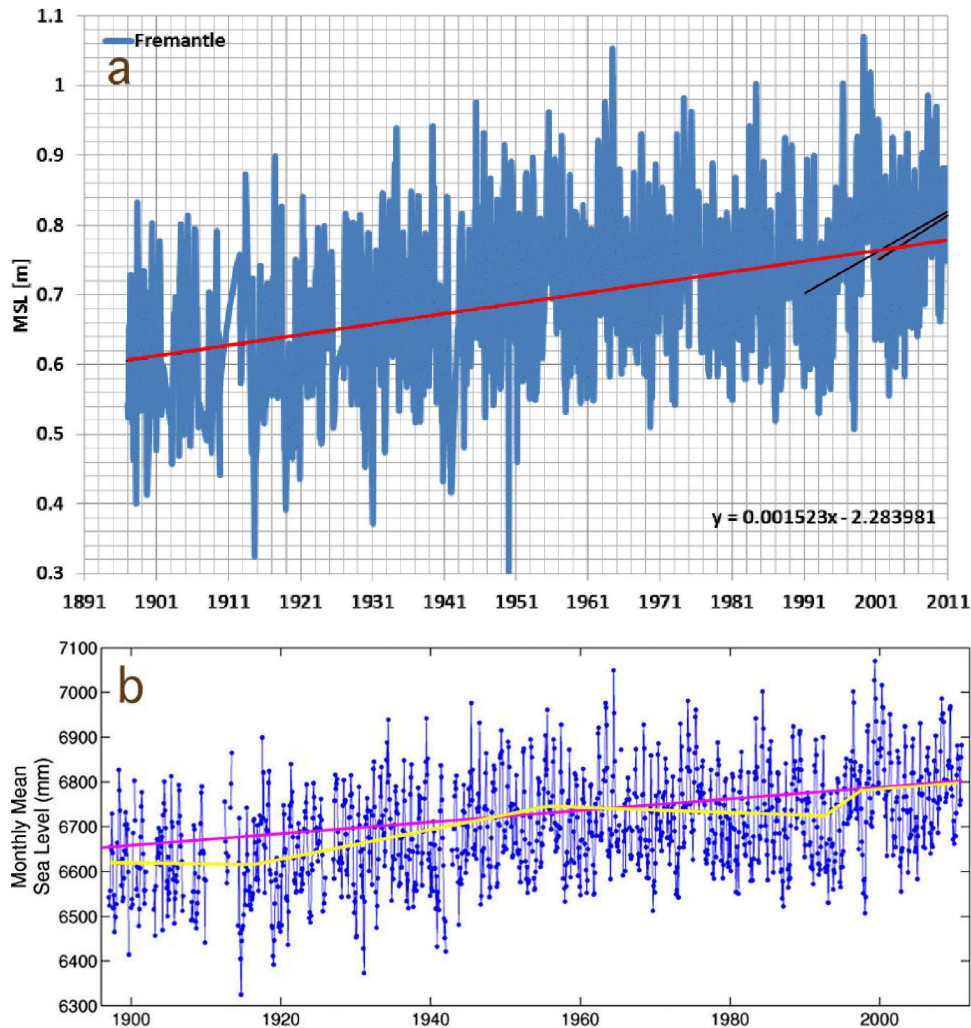 1.1
Fremantle
a
1
0.9
0.8
0.7
MSL [m]
0.6
0.5
0.4
y = 0.001523x - 2.283981
0.3
1891 1901 1911 1921 1931 1941 1951 1961 1971 1981 1991 2001 2011
7100
b
7000
6900
6800
6700
Monthly Mean
Sea Level (mm)
6600
6500
6400
6300
1900 1920 1940 1960 1980 2000